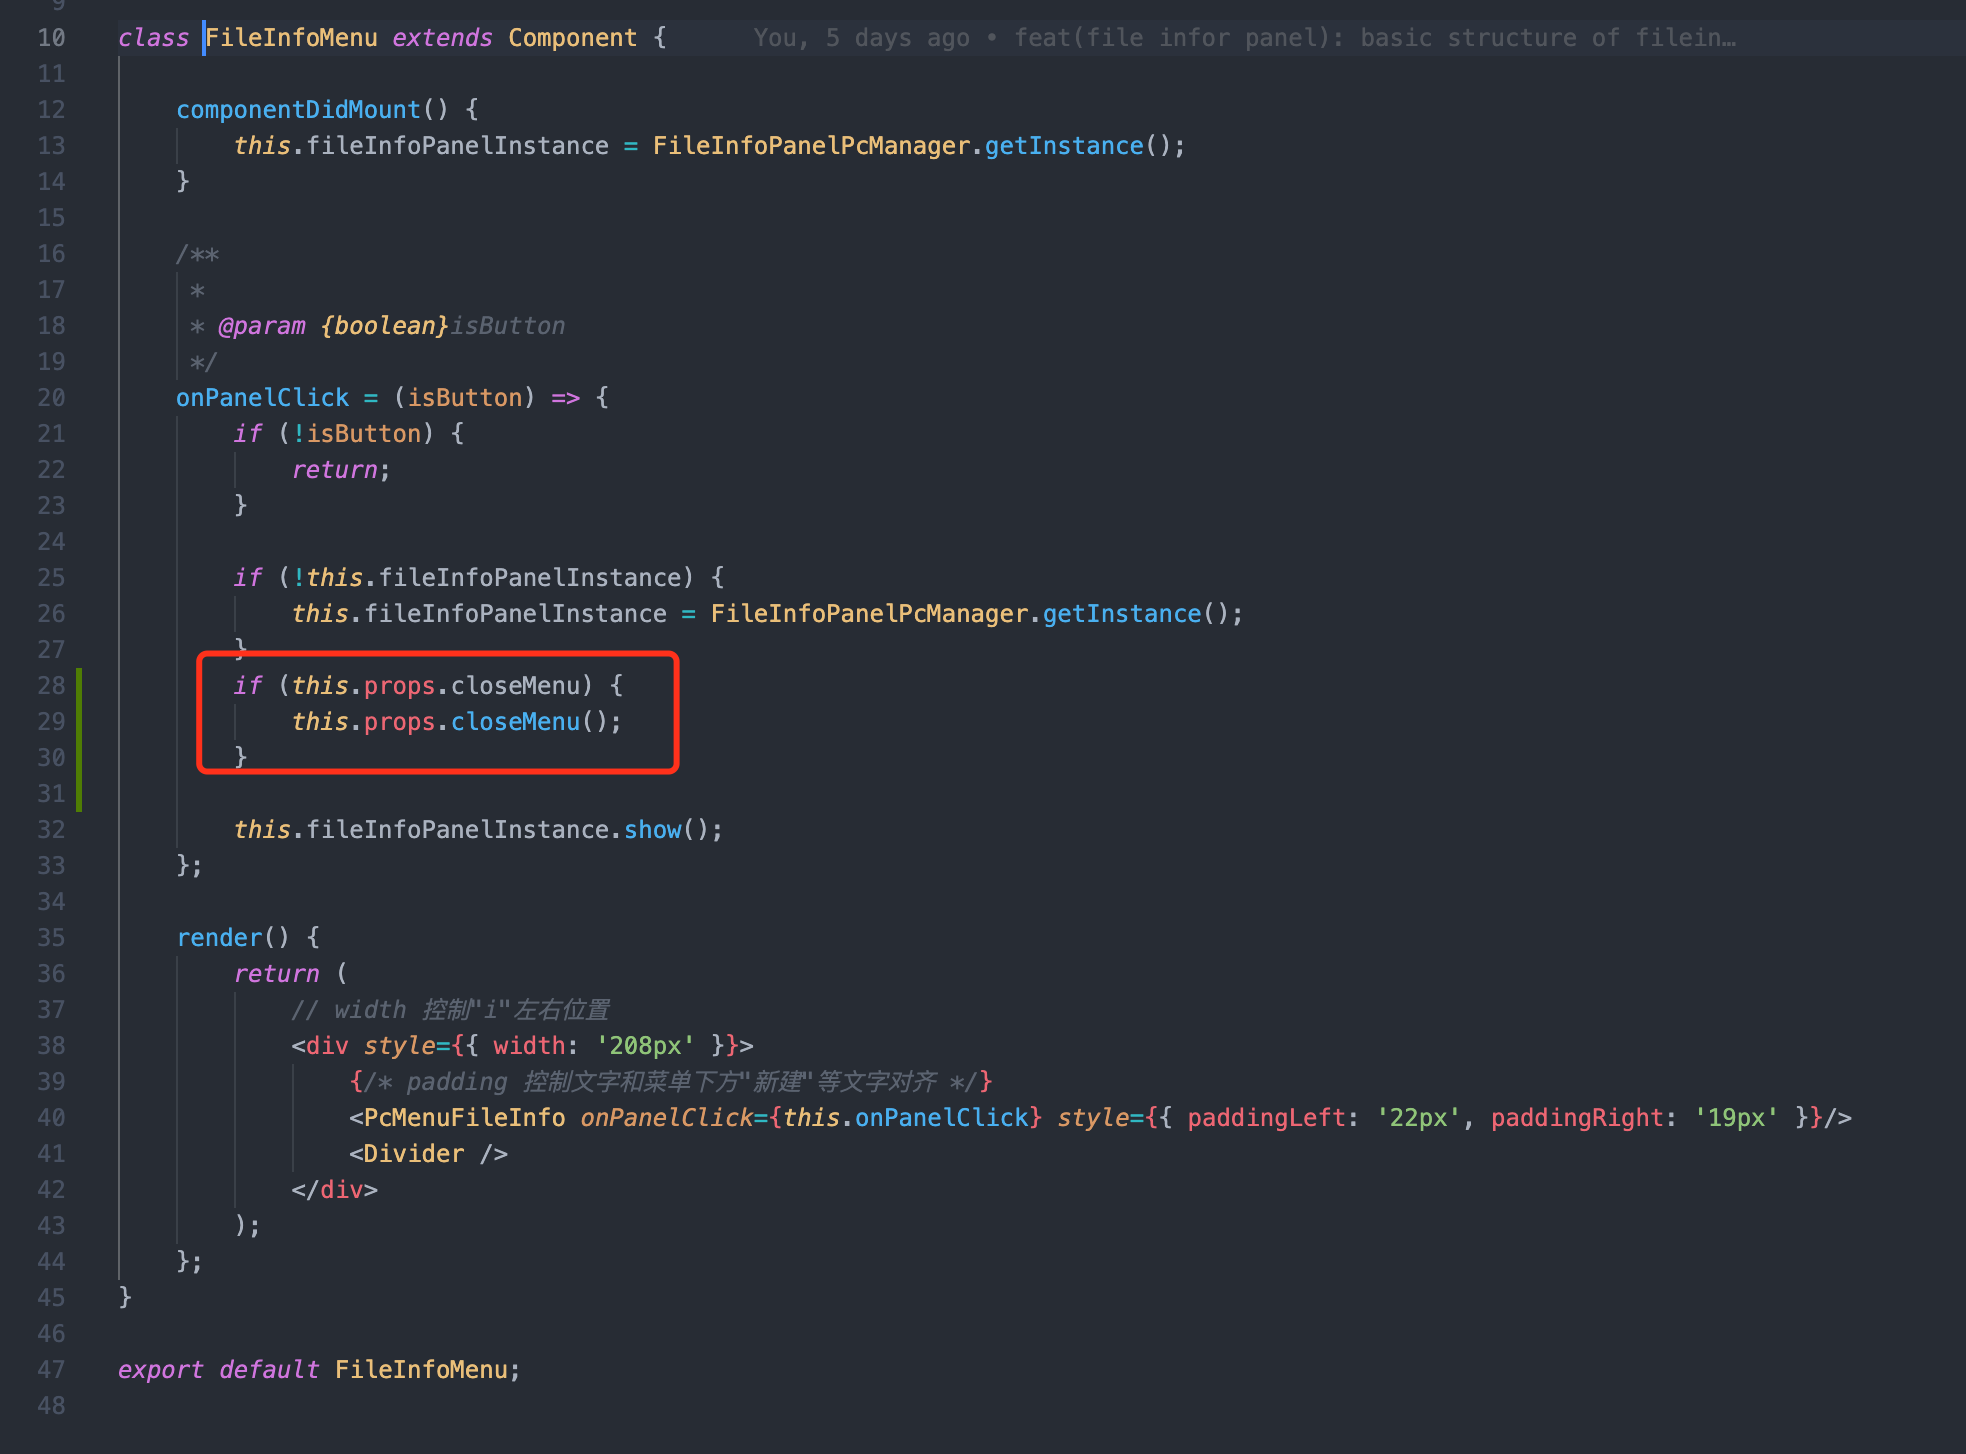 9
10 class FileInfoMenu extends Component { You, 5 days ago • feat(file infor panel): basic structure of filein…
11
12 componentDidMount() {
13 this.fileInfoPanelInstance = FileInfoPanelPcManager.getInstance();
14 }
15
16 /**
17 *
18 * @param {boolean}isButton
19 */
20 onPanelClick = (isButton) => {
21 if (!isButton) {
22 return;
23 }
24
25 if (!this.fileInfoPanelInstance) {
26 this.fileInfoPanelInstance = FileInfoPanelPcManager.getInstance();
27 }
28 if (this.props.closeMenu) {
29 this.props.closeMenu();
30 }
31
32 this.fileInfoPanelInstance.show();
33 };
34
35 render() {
36 return (
37 // width 控制"i"左右位置
38 <div style={{ width: '208px' }}>
39 {/* padding 控制文字和菜单下方"新建"等文字对齐 */}
40 <PcMenuFileInfo onPanelClick={this.onPanelClick} style={{ paddingLeft: '22px', paddingRight: '19px' }}/>
41 <Divider />
42 </div>
43 );
44 };
45 }
46
47 export default FileInfoMenu;
48